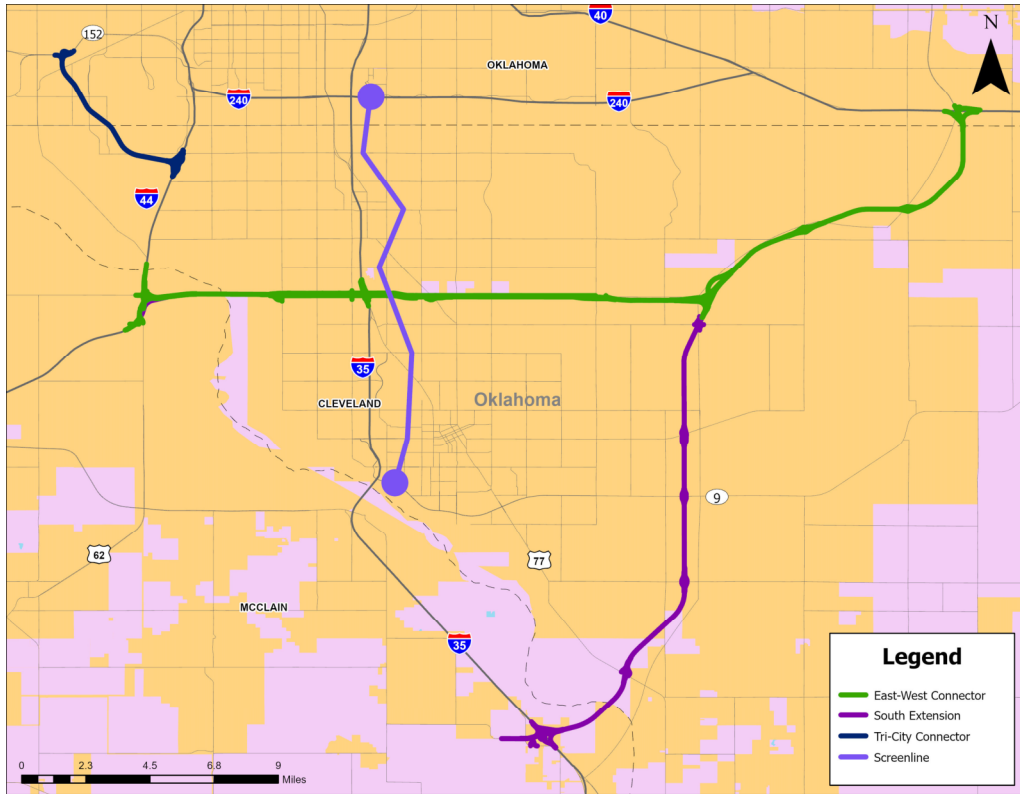 152
40
N
OKLAHOMA
240
240
44
35
CLEVELAND
Oklahoma
9
62
77
MCCLAIN
35
Legend
East-West Connector
South Extension
Tri-City Connector
Screenline
0 2.3 4.5 6.8 9
Miles